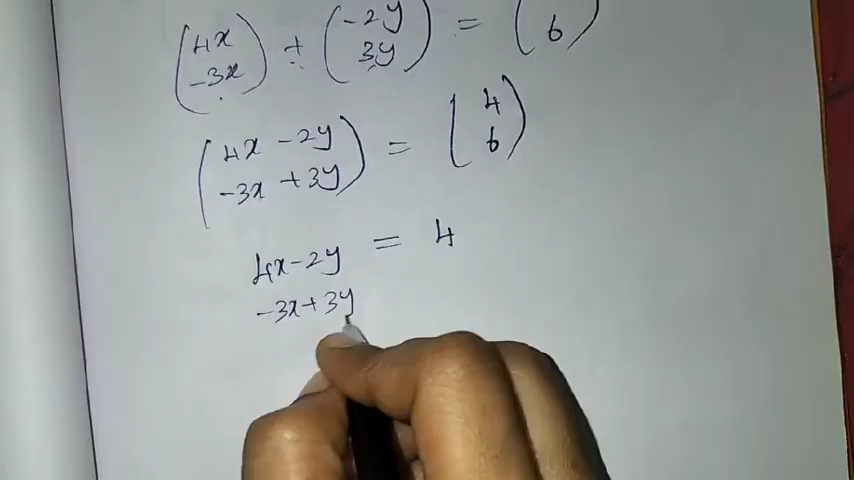 (4x -3x) + (-2y 3y) = ( 6)
(4x - 2y -3x + 3y) = (4 6)
4x - 2y = 4
-3x + 3y